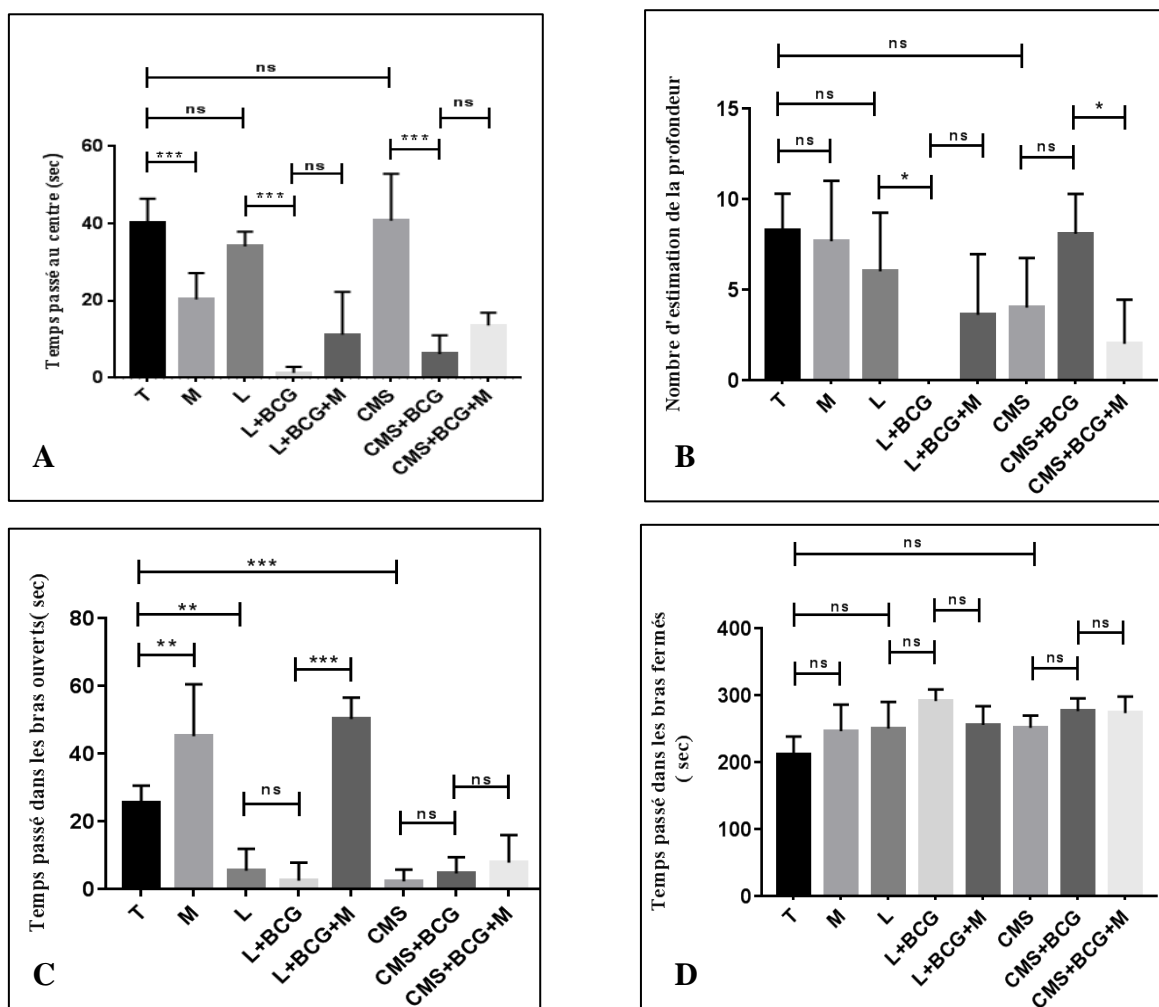 ns
ns
ns
60
***
***
ns
***
40
20
0
Temps passé au centre (sec)
T
M
L
L+BCG
L+BCG+M
CMS
CMS+BCG
CMS+BCG+M
A
ns
ns
15
*
ns
ns
ns
*
10
5
0
Nombre d'estimation de la profondeur
T
M
L
L+BCG
L+BCG+M
CMS
CMS+BCG
CMS+BCG+M
B
***
**
80
**
***
60
40
20
0
ns
ns
ns
Temps passé dans les bras ouverts( sec)
T
M
L
L+BCG
L+BCG+M
CMS
CMS+BCG
CMS+BCG+M
C
ns
ns
ns
400
ns
ns
ns
ns
300
200
100
0
Temps passé dans les bras fermés
( sec)
T
M
L
L+BCG
L+BCG+M
CMS
CMS+BCG
CMS+BCG+M
D